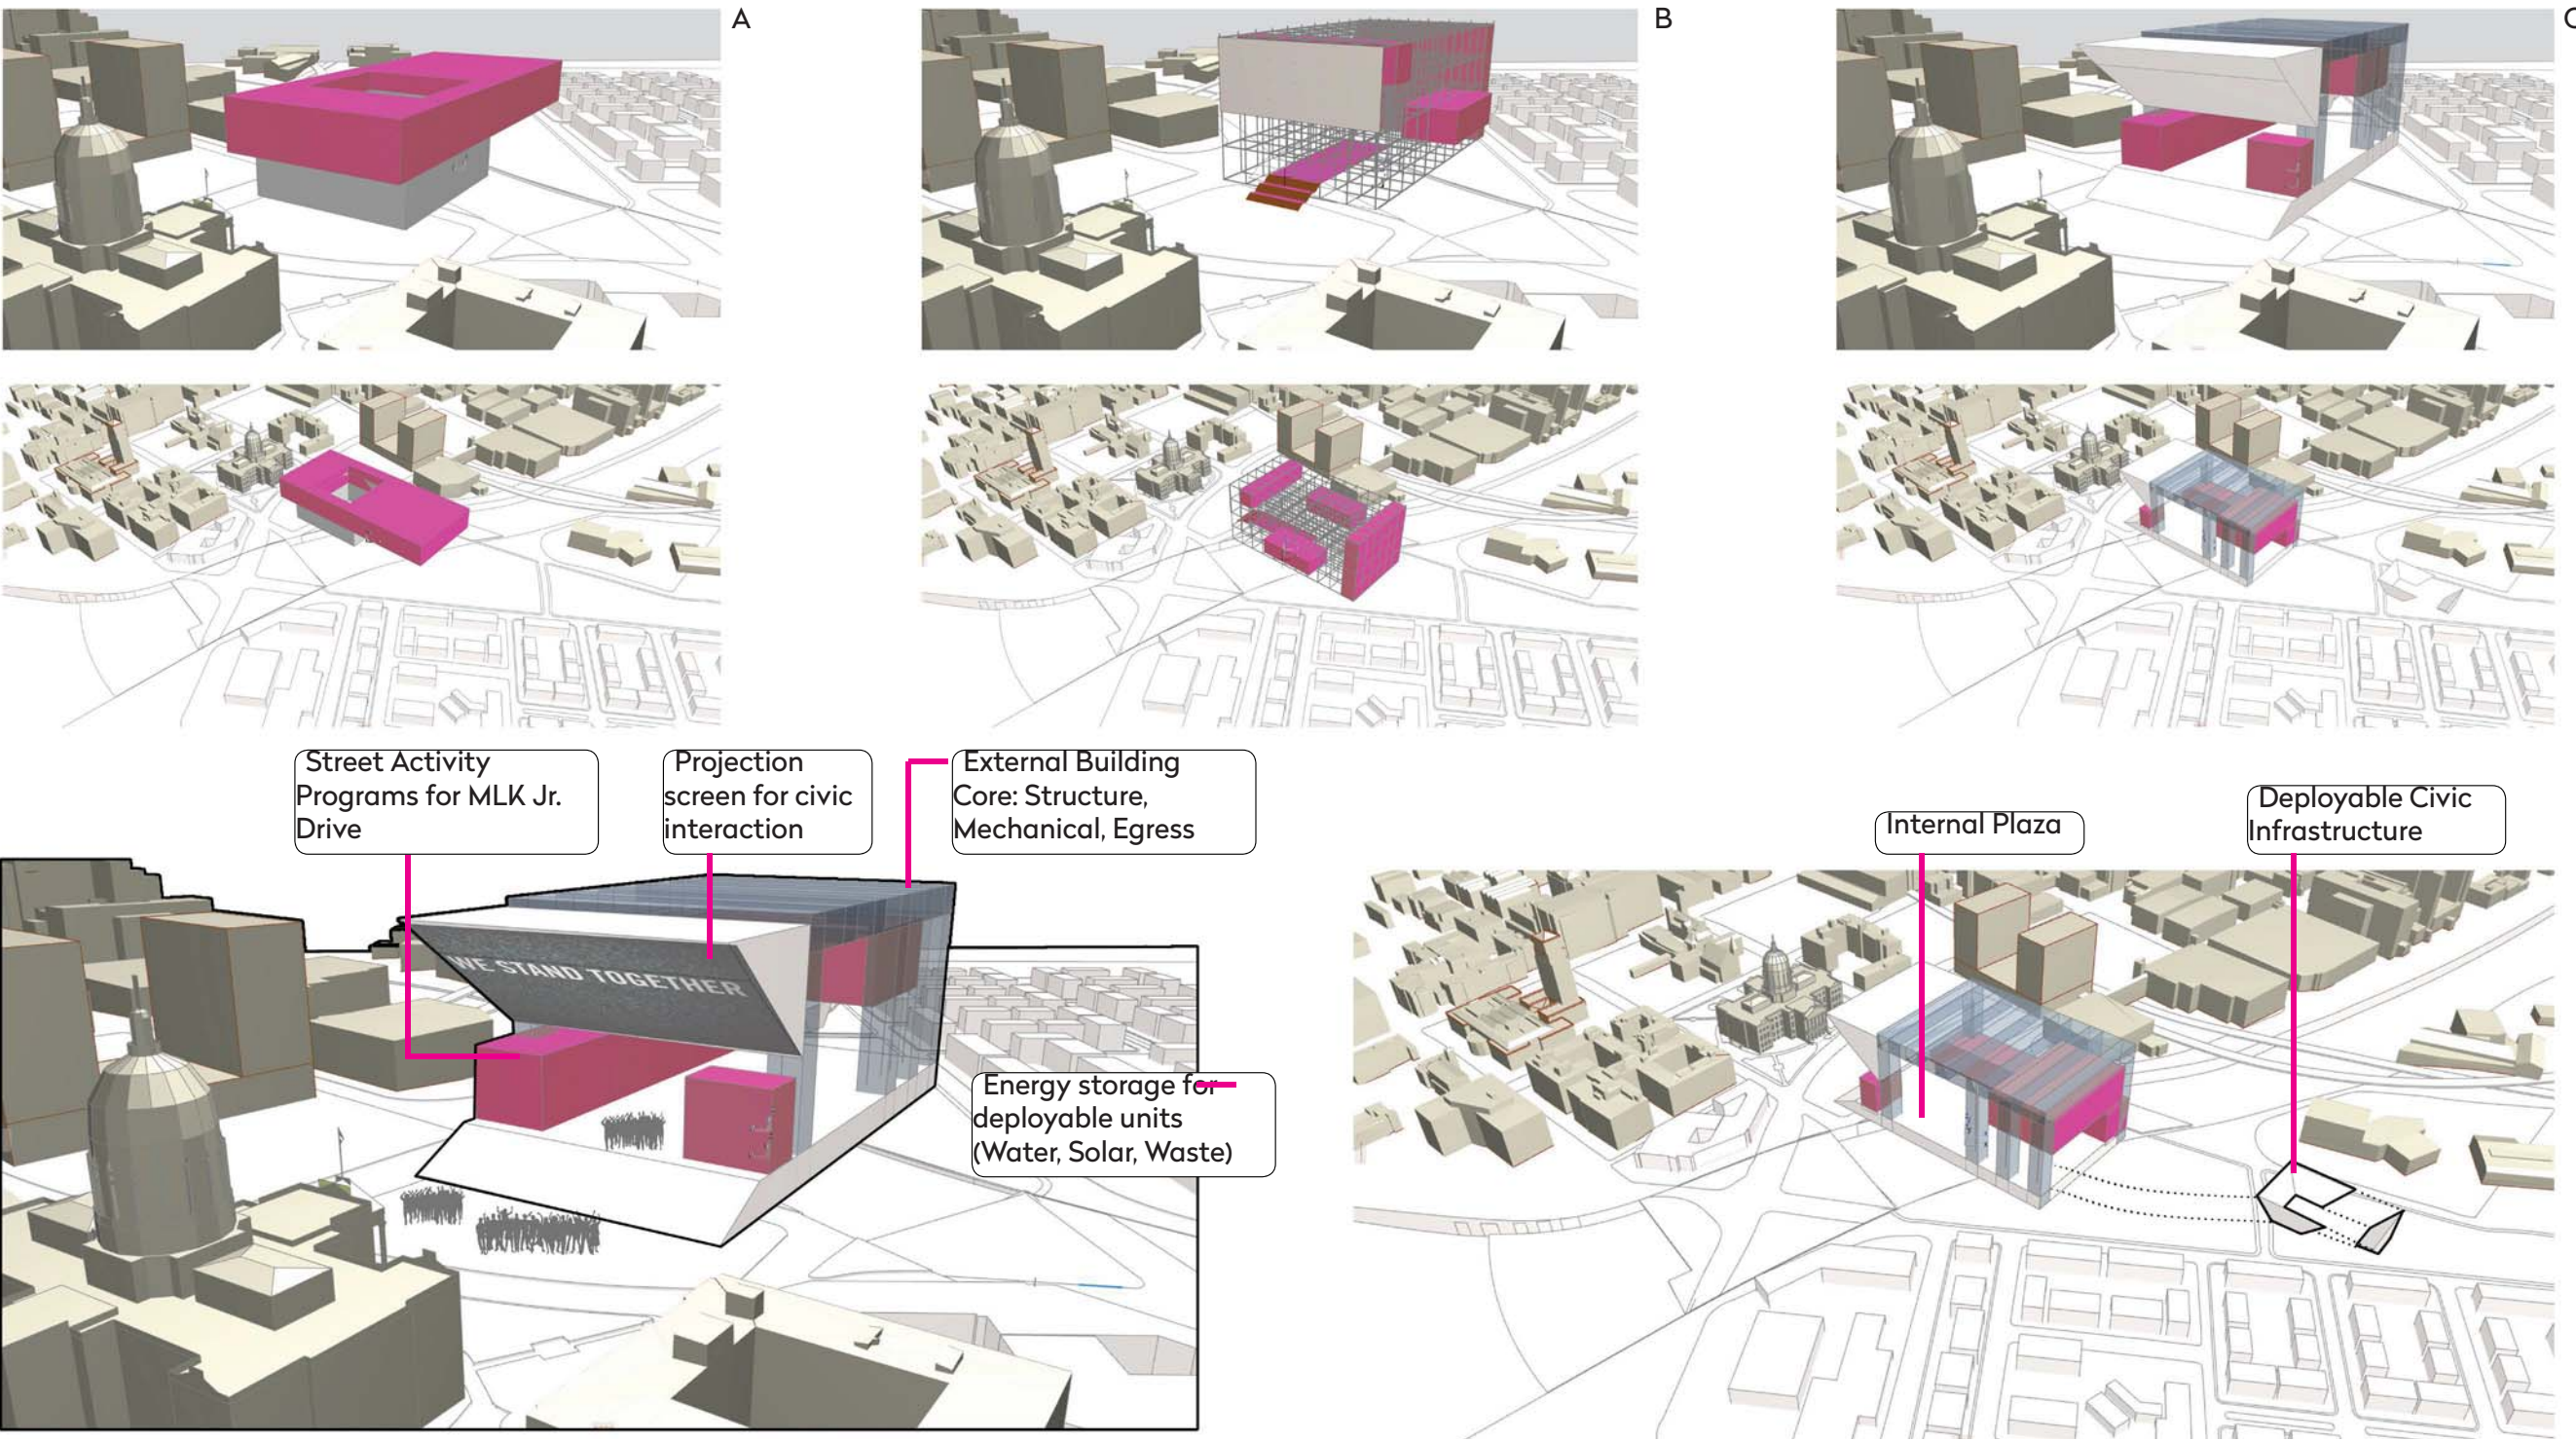 A
B
C
Street Activity
Programs for MLK Jr.
Drive
Projection
screen for civic
interaction
External Building
Core: Structure,
Mechanical, Egress
Internal Plaza
Deployable Civic
Infrastructure
WE STAND TOGETHER
Energy storage for
deployable units
(Water, Solar, Waste)